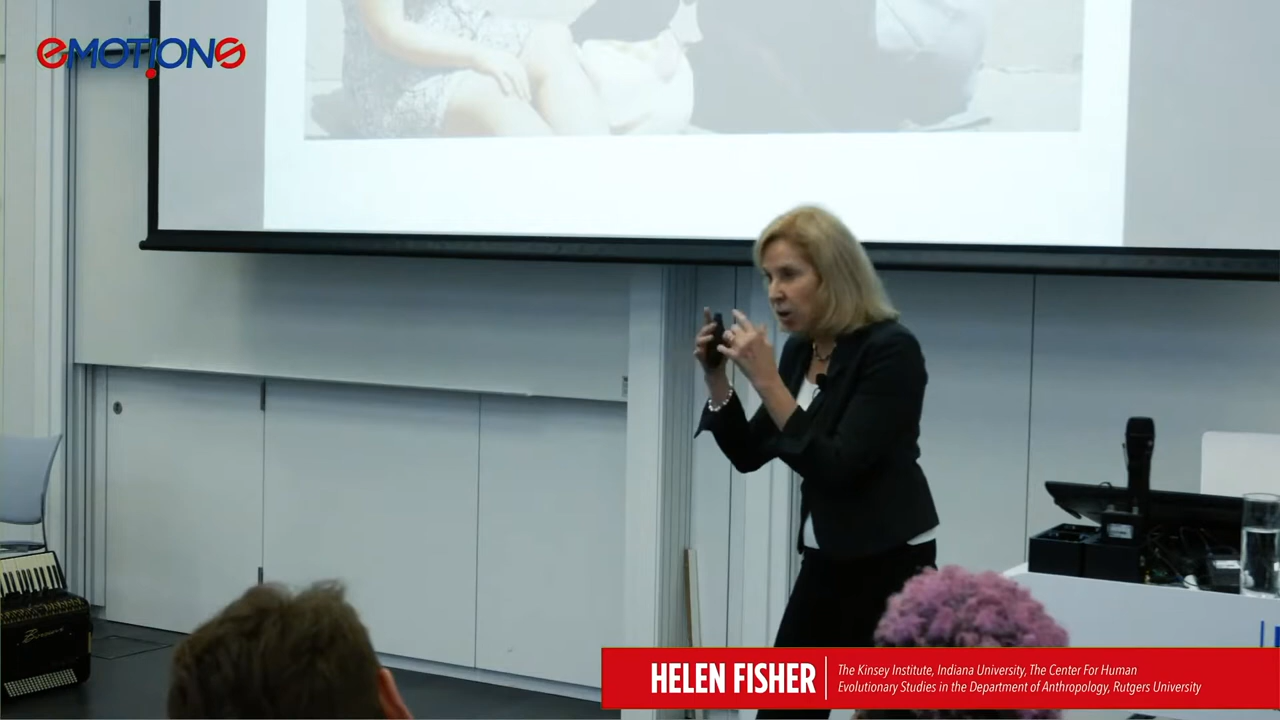 eMOTIONS
HELEN FISHER
The Kinsey Institute, Indiana University, The Center For Human
Evolutionary Studies in the Department of Anthropology, Rutgers University